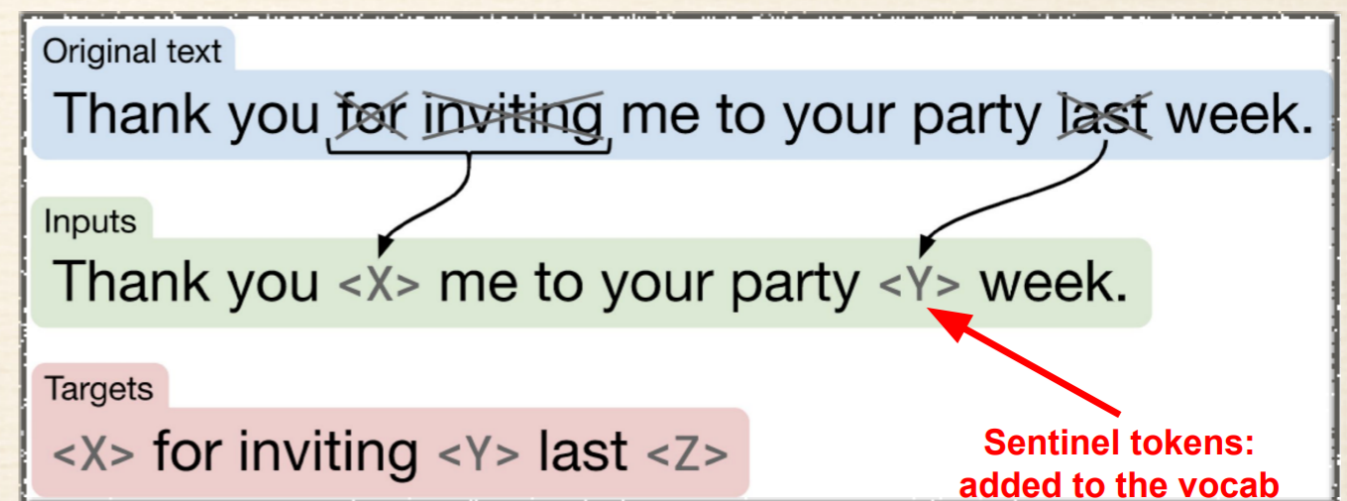 Original text
Thank you for inviting me to your party last week.
Inputs
Thank you <X> me to your party <Y> week.
Targets
<X> for inviting <Y> last <Z>
Sentinel tokens:
added to the vocab